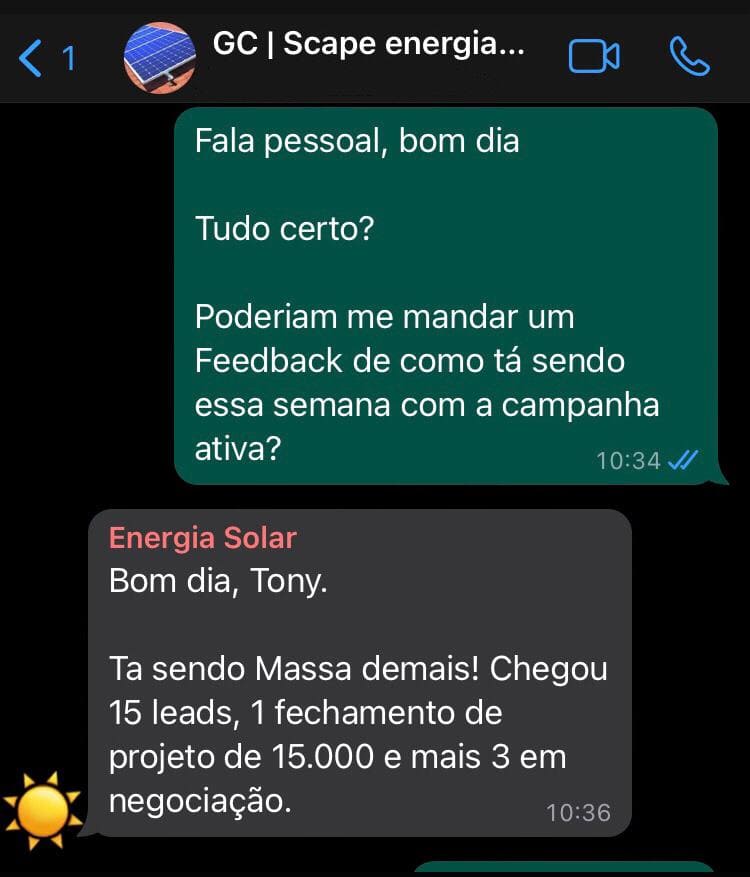 1
GC | Scape energia...
Fala pessoal, bom dia
Tudo certo?
Poderiam me mandar um
Feedback de como tá sendo
essa semana com a campanha
ativa?
10:34
Energia Solar
Bom dia, Tony.
Ta sendo Massa demais! Chegou
15 leads, 1 fechamento de
projeto de 15.000 e mais 3 em
negociação.
10:36